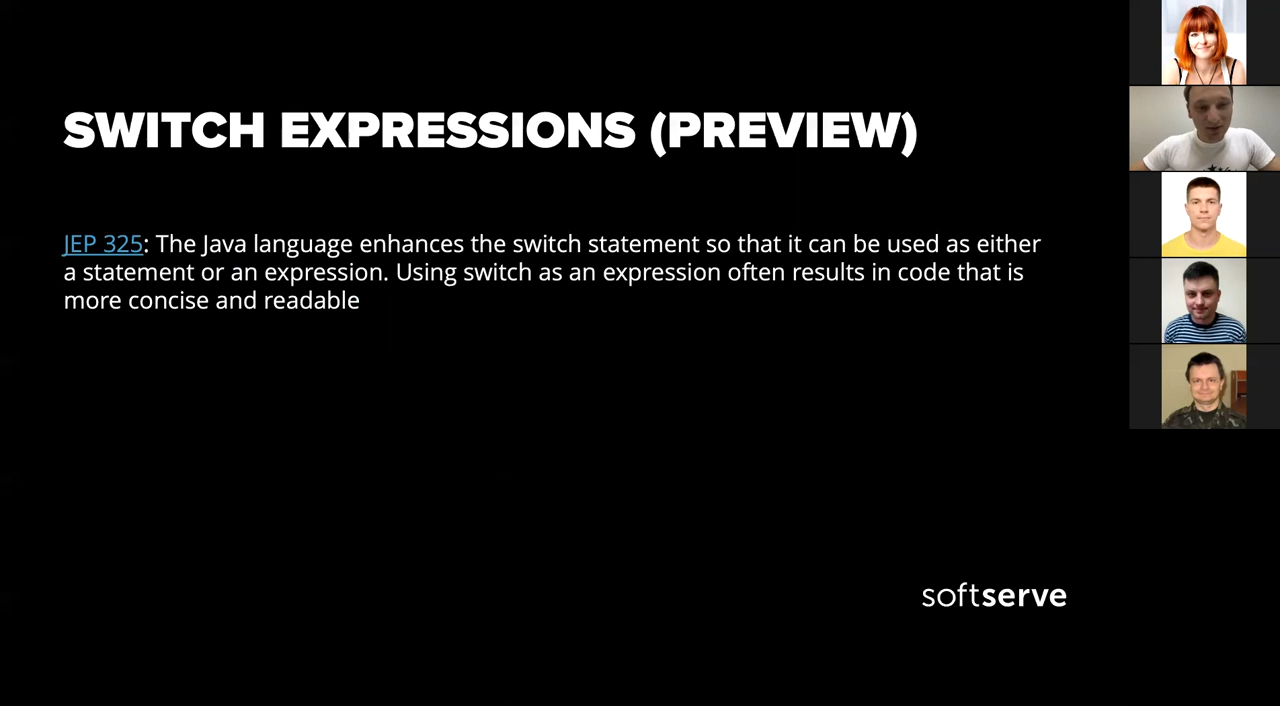 SWITCH EXPRESSIONS (PREVIEW)
JEP 325: The Java language enhances the switch statement so that it can be used as either
a statement or an expression. Using switch as an expression often results in code that is
more concise and readable
softserve